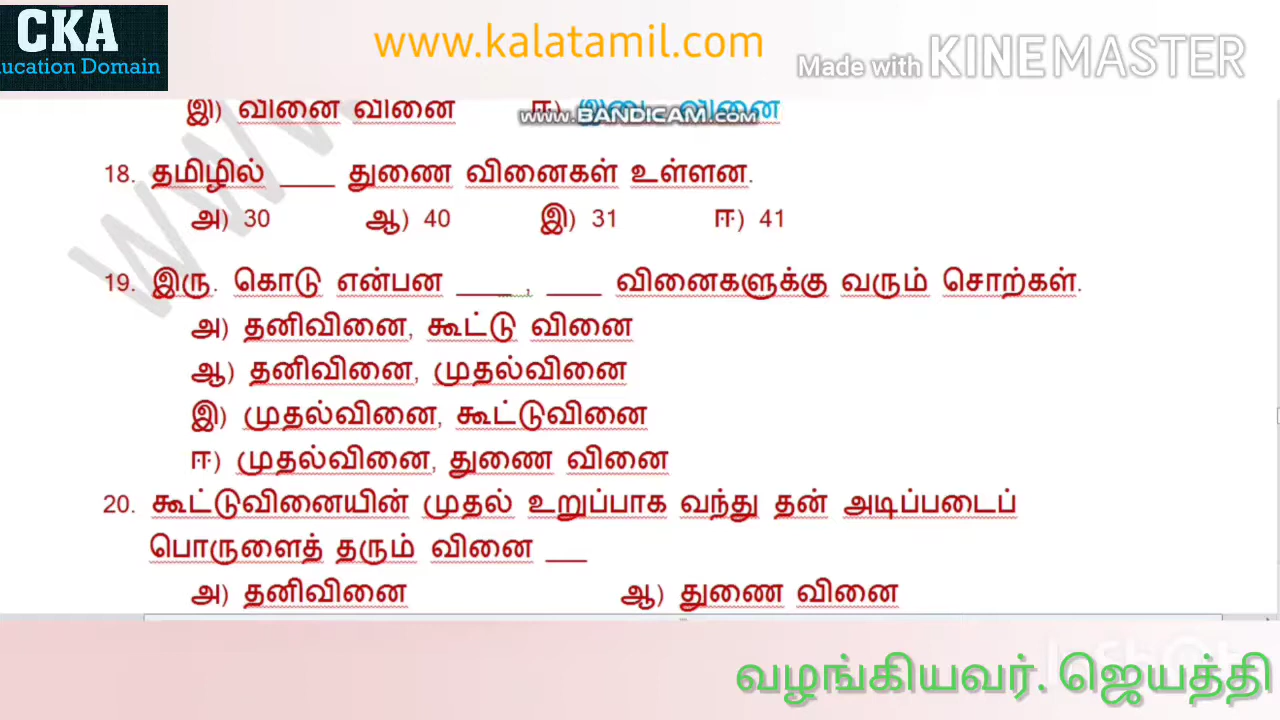 CKA
ucation Domain
www.kalatamil.com
Made with KINEMASTER
இ) வினை வினை ஈ) வினை
www.BANDICAM.com
18. தமிழில் ____ துணை வினைகள் உள்ளன.
அ) 30 ஆ) 40 இ) 31 ஈ) 41
19. இரு. கொடு என்பன ____ , ____ வினைகளுக்கு வரும் சொற்கள்.
அ) தனிவினை, கூட்டு வினை
ஆ) தனிவினை, முதல்வினை
இ) முதல்வினை, கூட்டுவினை
ஈ) முதல்வினை, துணை வினை
20. கூட்டுவினையின் முதல் உறுப்பாக வந்து தன் அடிப்படைப்
பொருளைத் தரும் வினை ___
அ) தனிவினை ஆ) துணை வினை
வழங்கியவர். ஜெயத்தி